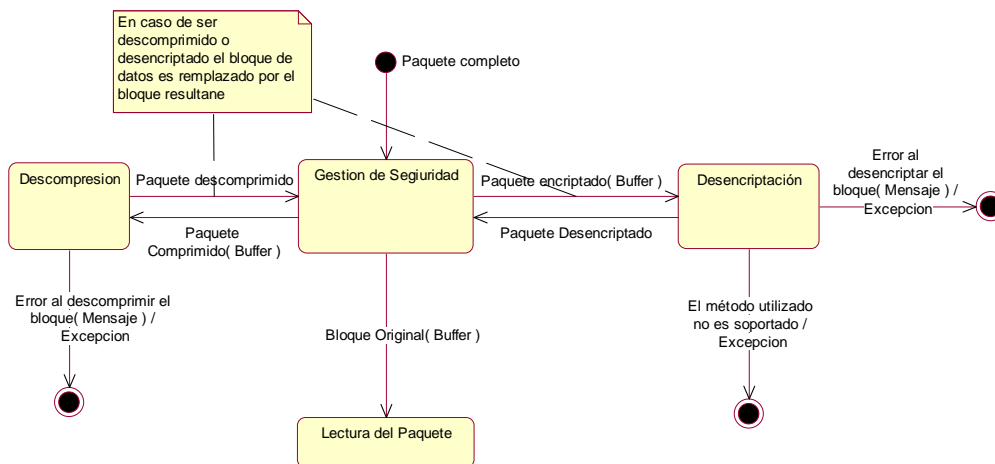 En caso de ser
descomprimido o
desencriptado el bloque de
datos es remplazado por el
bloque resultane
Paquete completo
Descompresion
Paquete descomprimido
Gestion de Segiuridad
Paquete encriptado( Buffer )
Desencriptación
Error al
desencriptar el
bloque( Mensaje ) /
Excepcion
Paquete
Comprimido( Buffer )
Paquete Desencriptado
Error al descomprimir el
bloque( Mensaje ) /
Excepcion
Bloque Original( Buffer )
El método utilizado
no es soportado /
Excepcion
Lectura del Paquete